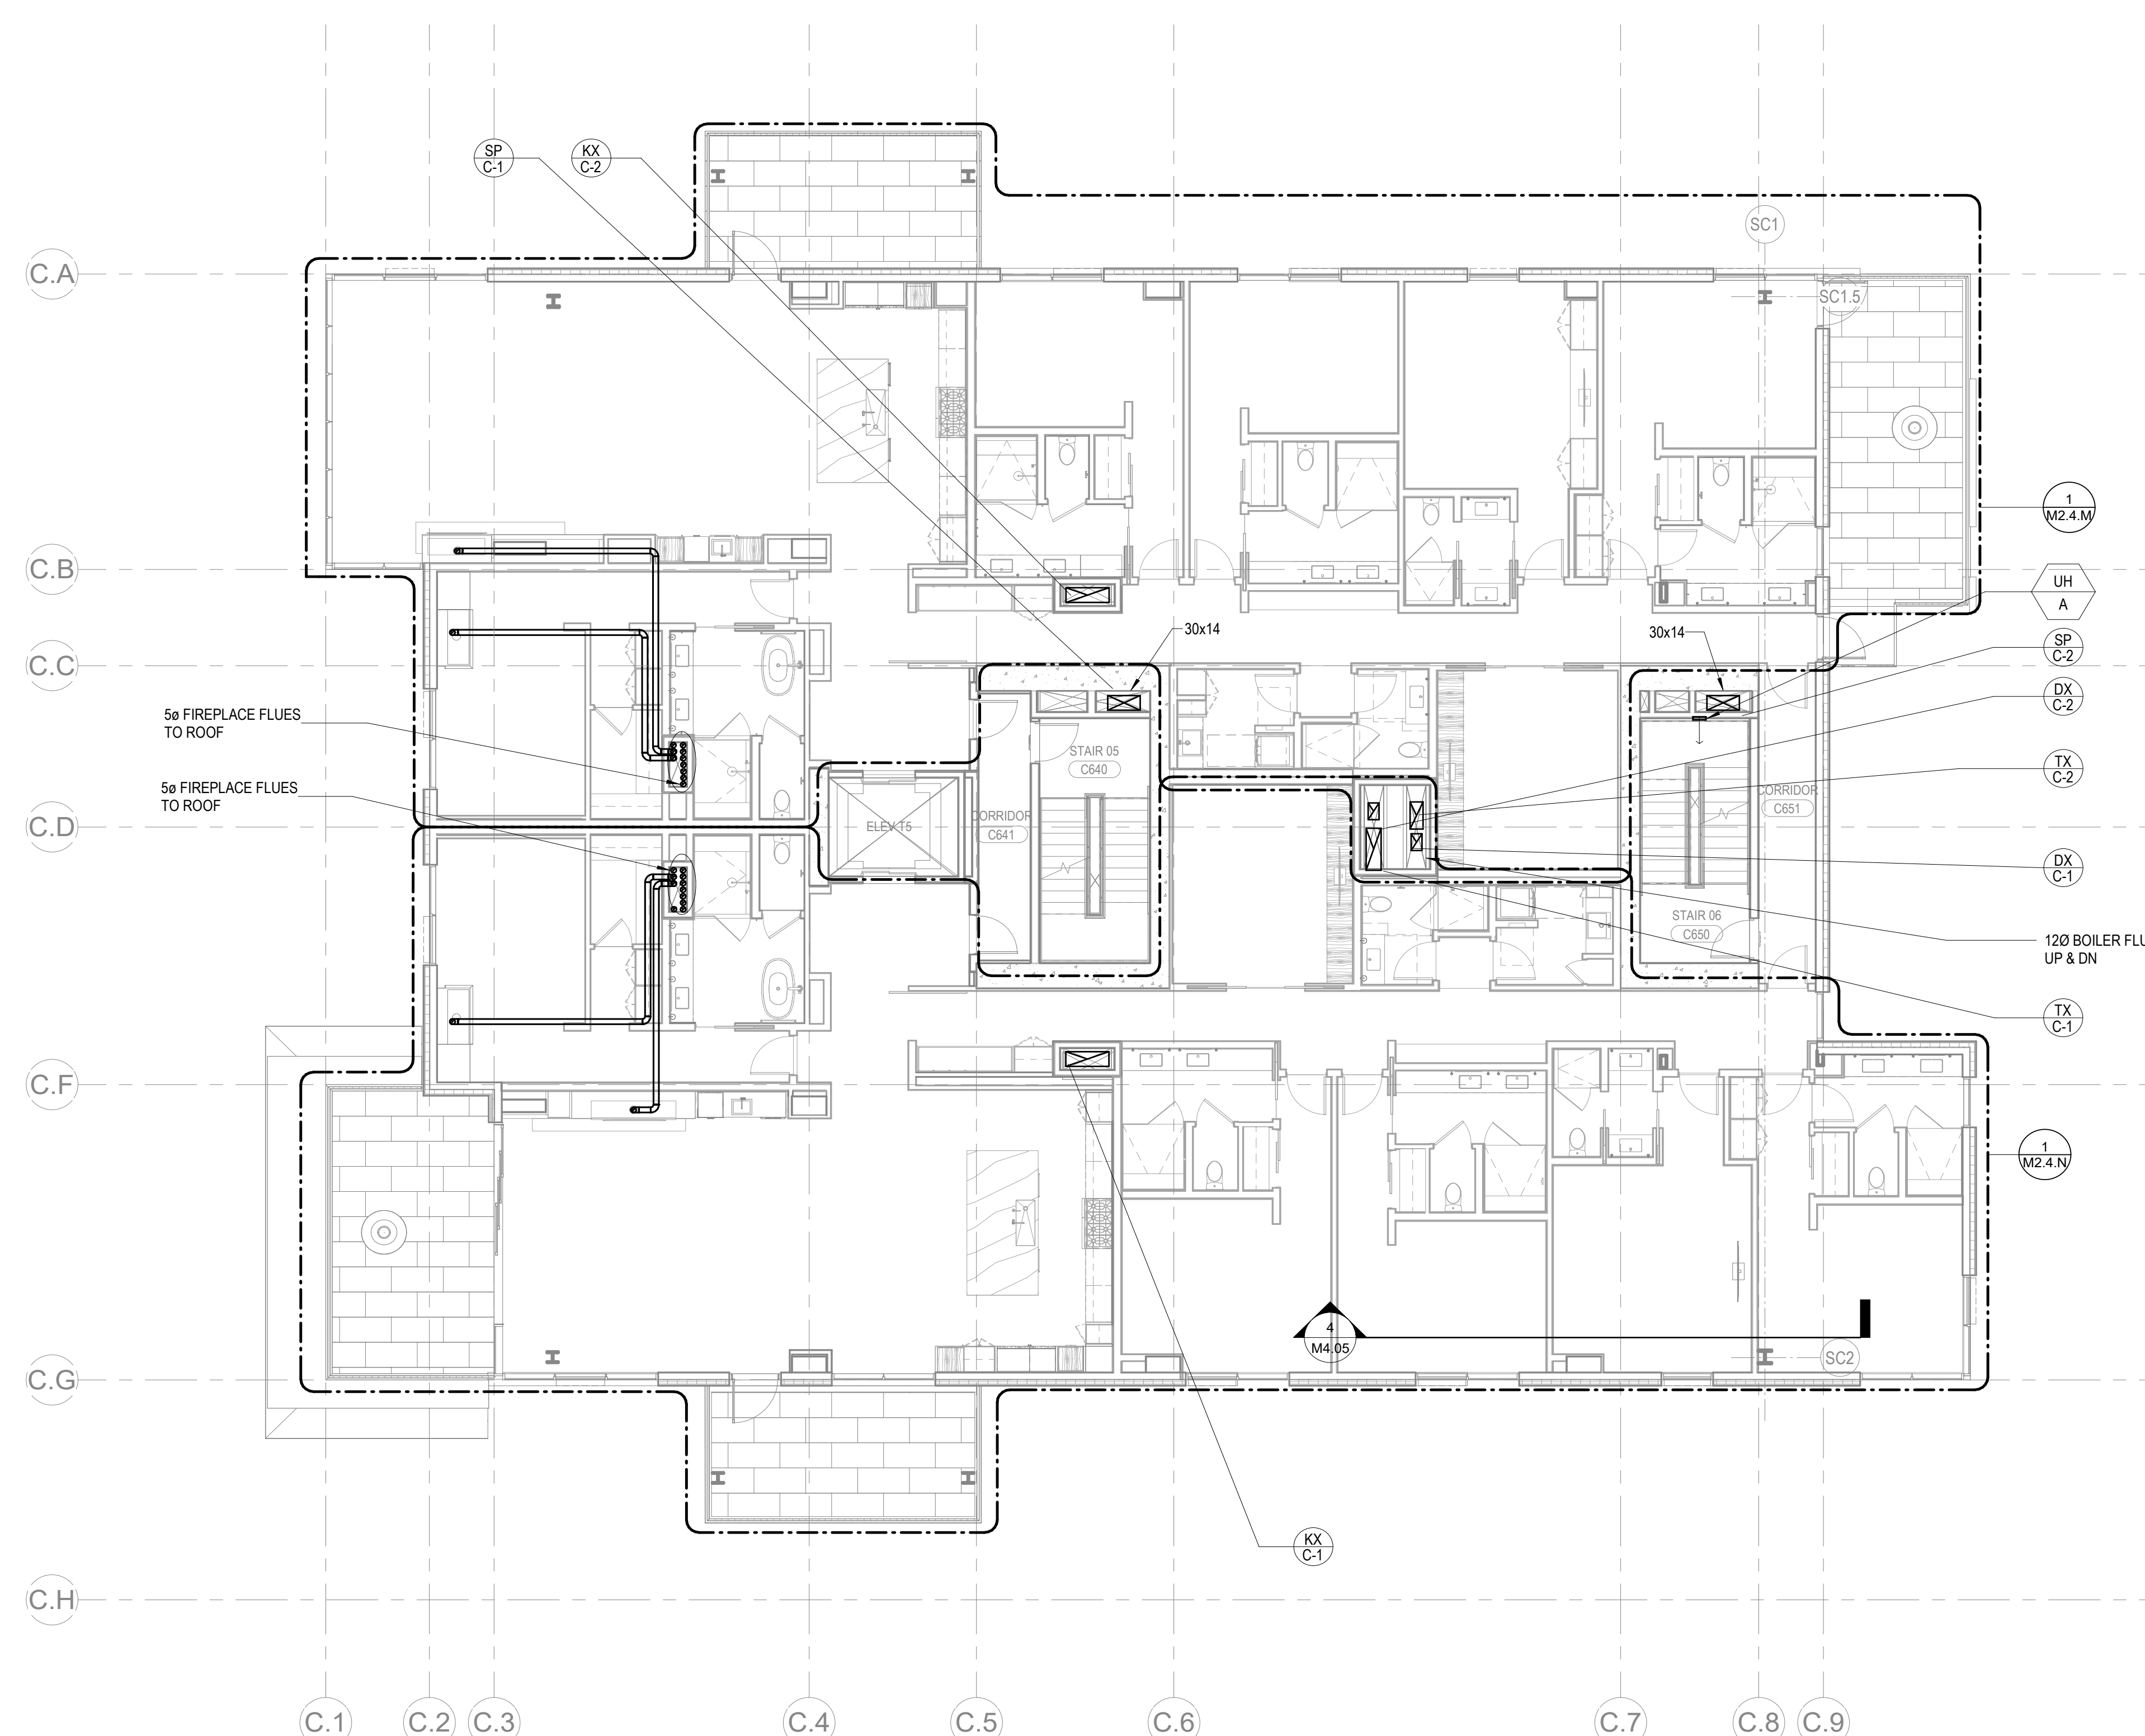 SP
C-1
KX
C-2
SC1
C.A
SC1.5
1
M2.4.M
C.B
UH
A
30x14
30x14
SP
C-2
C.C
DX
C-2
5ø FIREPLACE FLUES
TO ROOF
STAIR 05
C640
TX
C-2
5ø FIREPLACE FLUES
TO ROOF
CORRIDOR
C651
C.D
ELEV T5
CORRIDOR
C641
DX
C-1
STAIR 06
C650
12Ø BOILER FLU
UP & DN
TX
C-1
C.F
1
M2.4.N
4
M4.05
SC2
C.G
KX
C-1
C.H
C.1
C.2
C.3
C.4
C.5
C.6
C.7
C.8
C.9